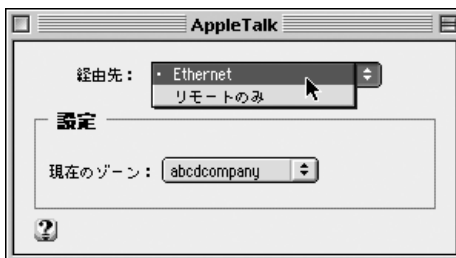 AppleTalk
経由先： • Ethernet
リモートのみ
設定
現在のゾーン： abcdcompany
?